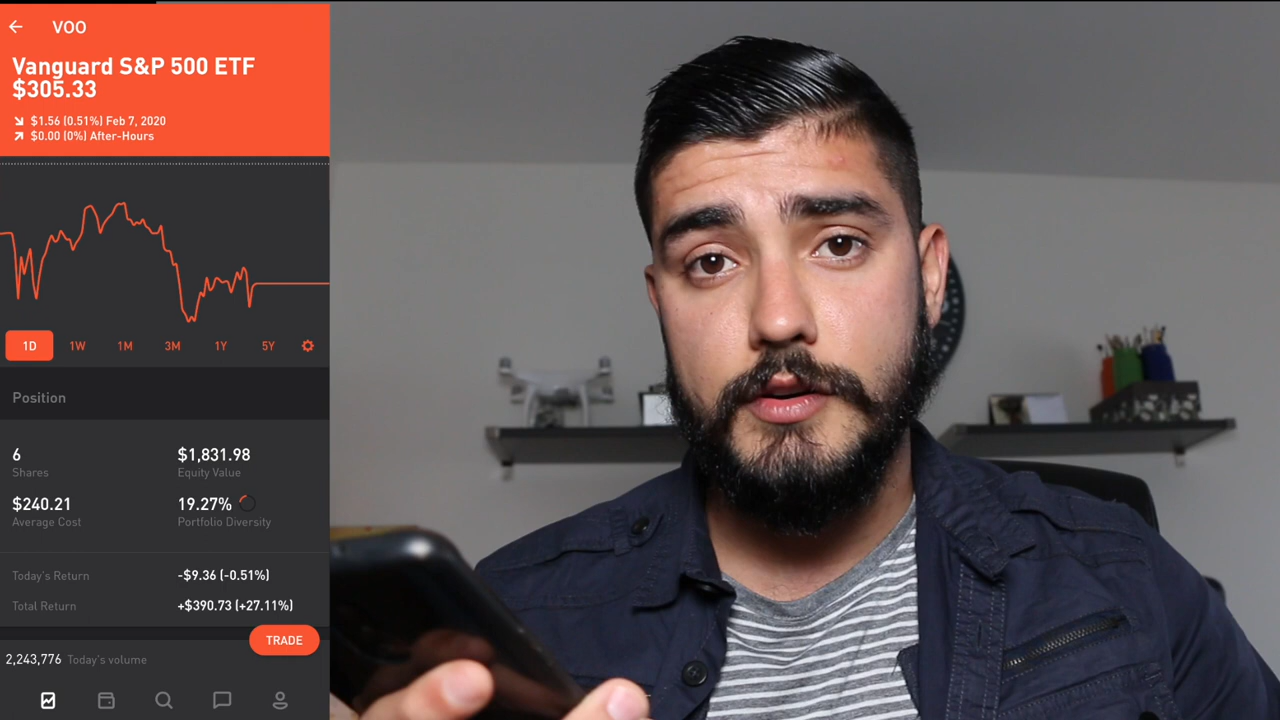 VOO
Vanguard S&P 500 ETF
$305.33
$1.56 (0.51%) Feb 7, 2020
$0.00 (0%) After-Hours
1D 1W 1M 3M 1Y 5Y
Position
6 $1,831.98
Shares Equity Value
$240.21 19.27%
Average Cost Portfolio Diversity
Today's Return -$9.36 (-0.51%)
Total Return +$390.73 (+27.11%)
TRADE
2,243,776 Today's volume